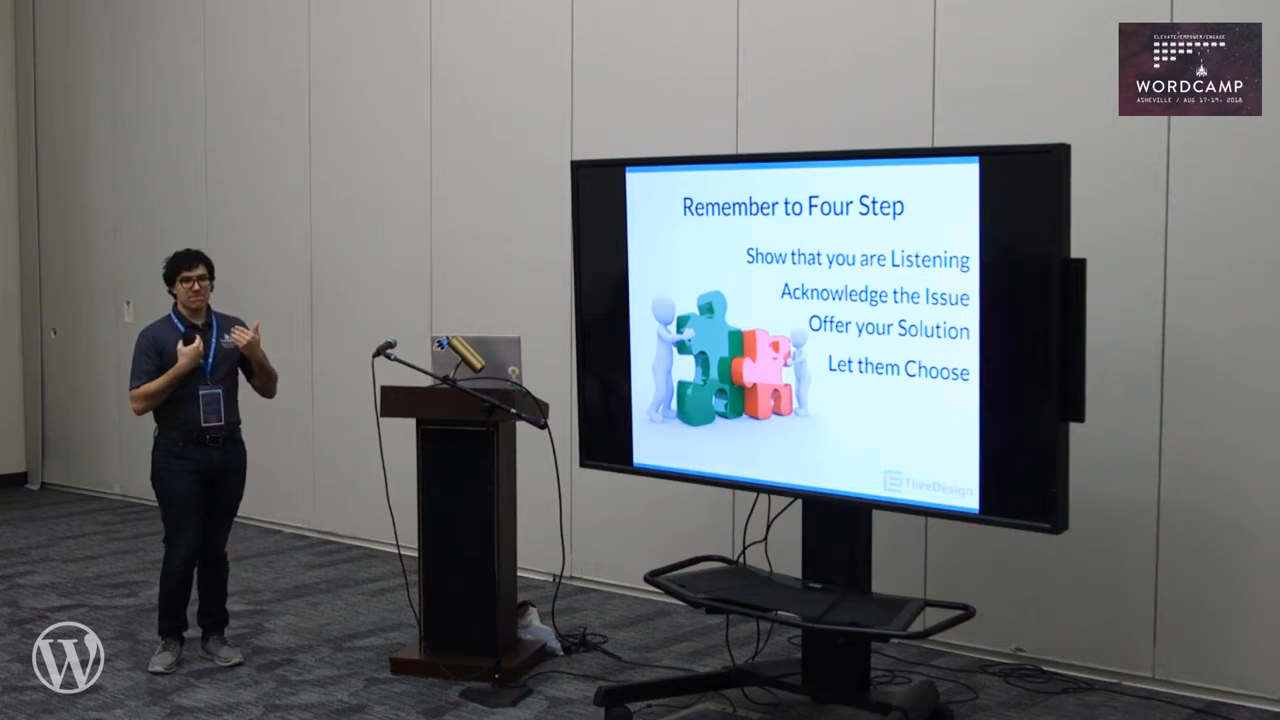 ELEVATE/EMPOWER/ENGAGE
WORDCAMP
ASHEVILLE / AUG 17-19, 2018
Remember to Four Step
Show that you are Listening
Acknowledge the Issue
Offer your Solution
Let them Choose
TheeDesign
W